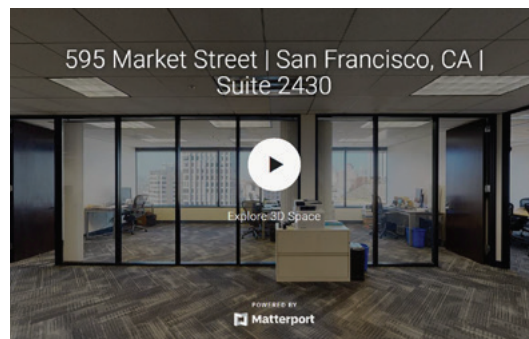 595 Market Street | San Francisco, CA |
Suite 2430
Explore 3D Space
POWERED BY
Matterport